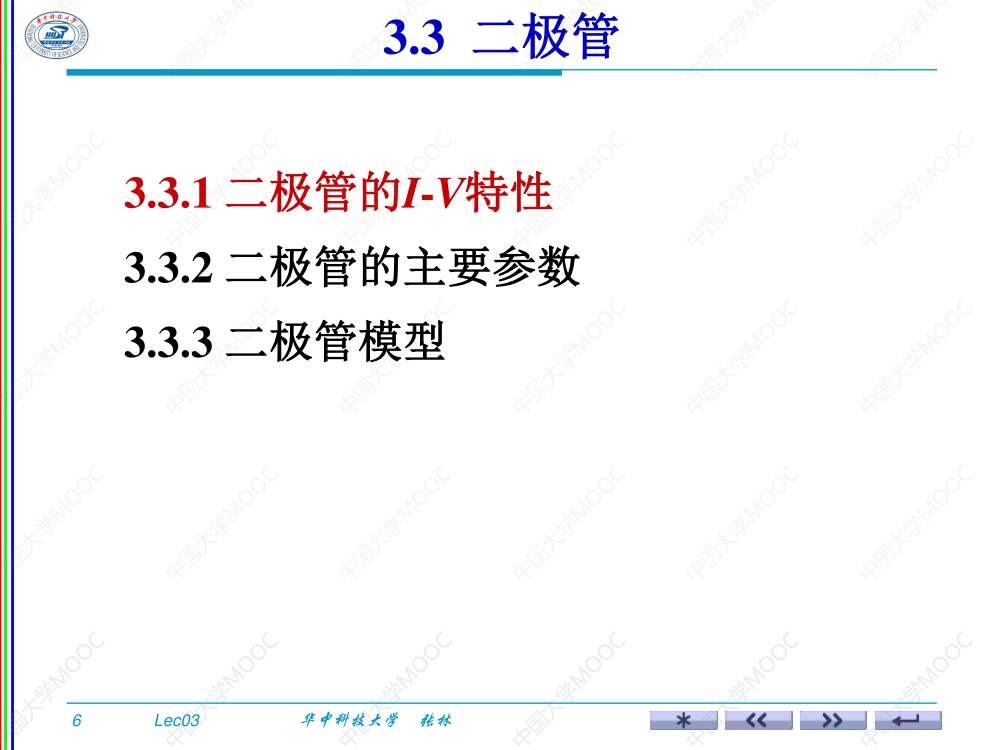 3.3 二极管
3.3.1 二极管的I-V特性
3.3.2 二极管的主要参数
3.3.3 二极管模型
6 Lec03 华中科技大学 张林
中国大学MOOC